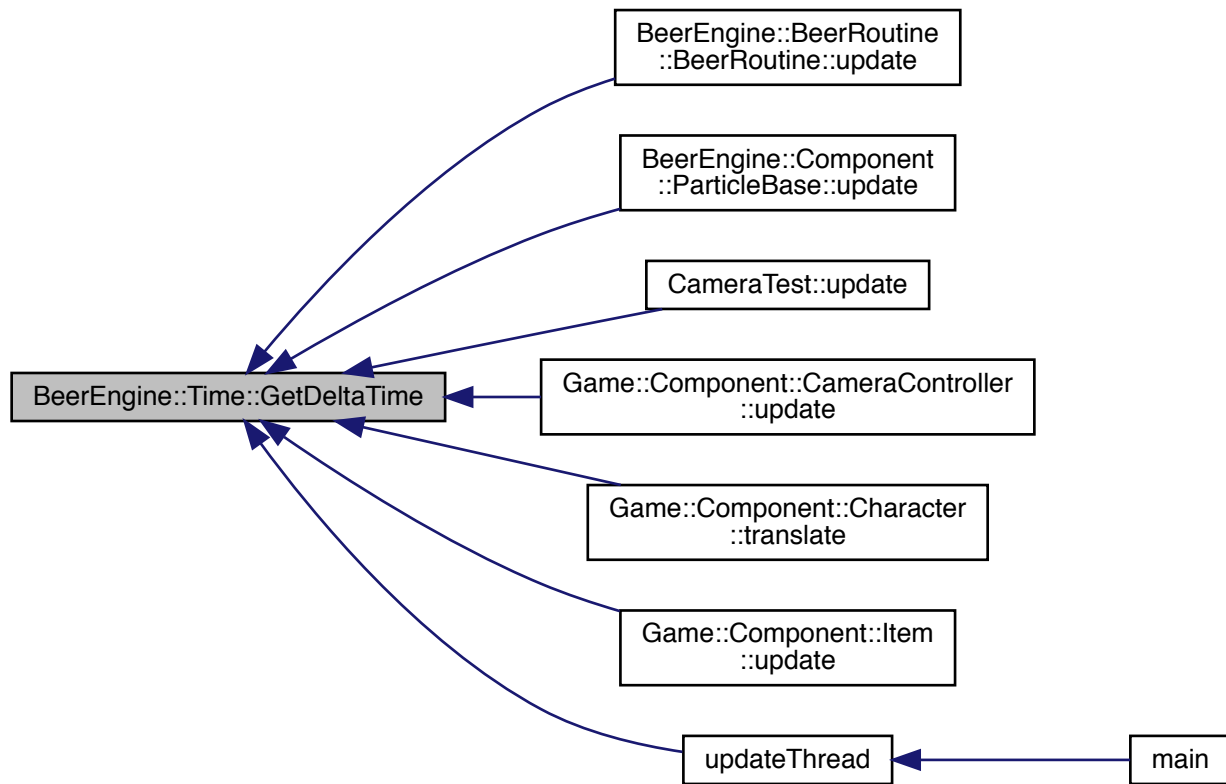 BeerEngine::BeerRoutine
::BeerRoutine::update
BeerEngine::Component
::ParticleBase::update
CameraTest::update
BeerEngine::Time::GetDeltaTime
Game::Component::CameraController
::update
Game::Component::Character
::translate
Game::Component::Item
::update
updateThread
main